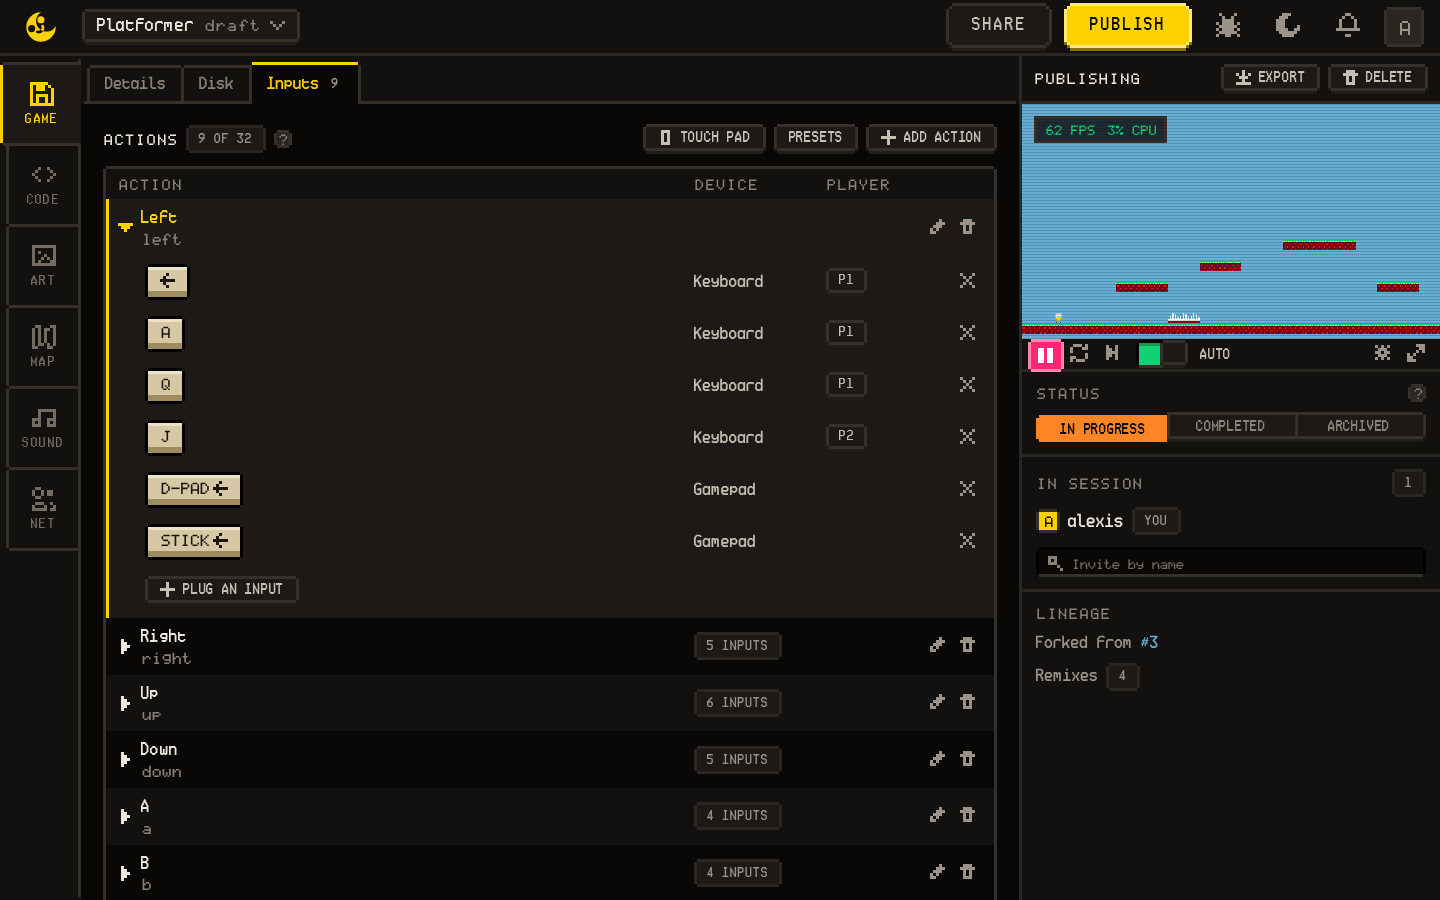 Platformer draft
SHARE
PUBLISH
A
GAME
CODE
ART
MAP
SOUND
NET
Details
Disk
Inputs 9
ACTIONS 9 OF 32 ?
TOUCH PAD
PRESETS
ADD ACTION
ACTION DEVICE PLAYER
Left
left
Keyboard P1
A Keyboard P1
Q Keyboard P1
J Keyboard P2
D-PAD Gamepad
STICK Gamepad
PLUG AN INPUT
Right
right
5 INPUTS
Up
up
6 INPUTS
Down
down
5 INPUTS
A
a
4 INPUTS
B
b
4 INPUTS
PUBLISHING
EXPORT
DELETE
62 FPS 3% CPU
AUTO
STATUS ?
IN PROGRESS
COMPLETED
ARCHIVED
IN SESSION 1
A alexis YOU
Invite by name
LINEAGE
Forked from #3
Remixes 4